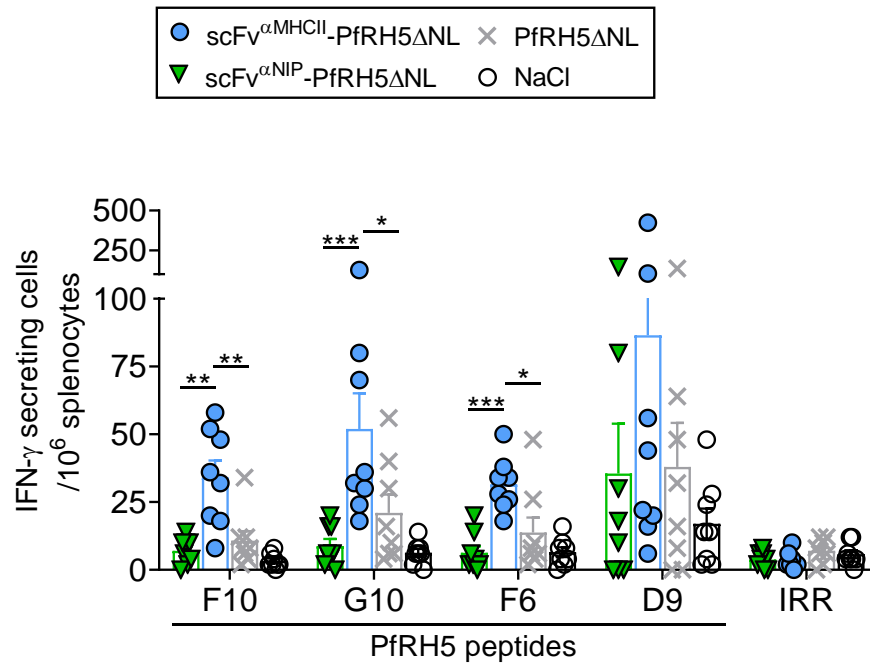 scFvαMHCII-PfRH5ΔNL
PfRH5ΔNL
scFvαNIP-PfRH5ΔNL
NaCl
IFN-γ secreting cells
/10⁶ splenocytes
500
250
100
75
50
25
0
** **
*** *
*** *
F10 G10 F6 D9 IRR
PfRH5 peptides